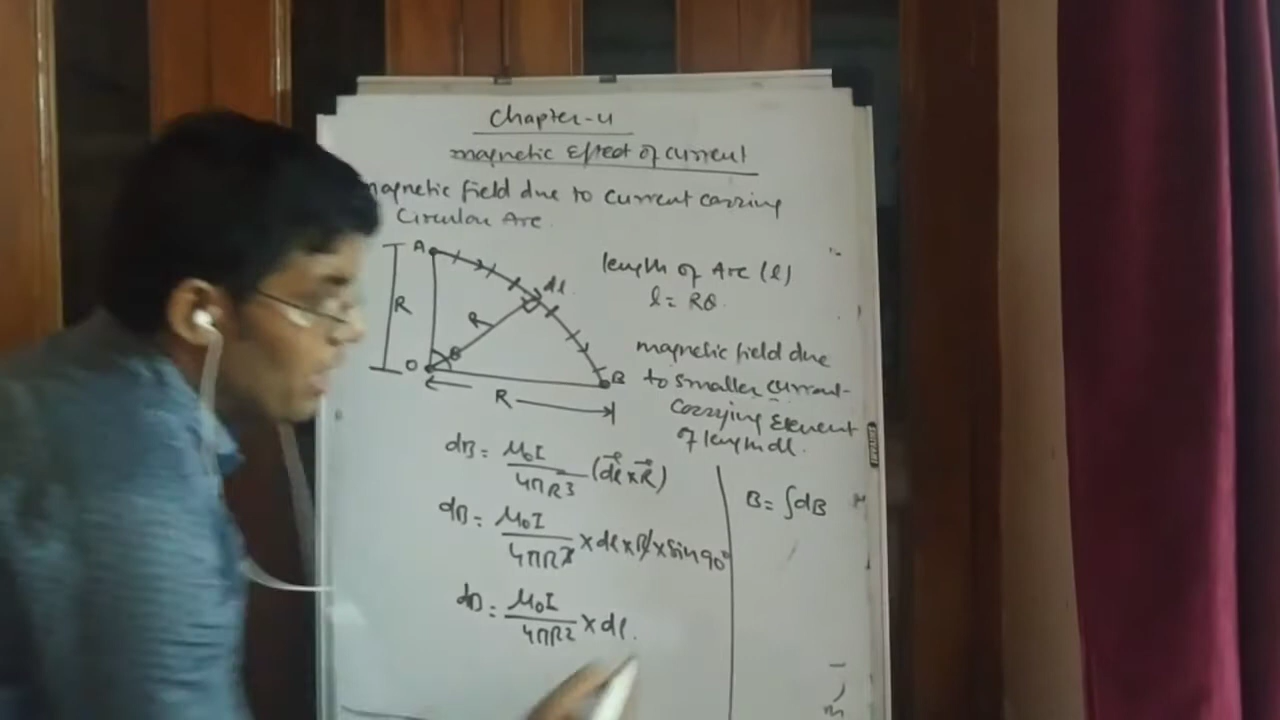 Chapter-4
magnetic Effect of current
magnetic field due to current carrying
Circular Arc.
A
dl
R
R
θ
O
B
R
length of Arc (l)
l = Rθ
magnetic field due
to smaller current-
carrying Element
of length dl.
dB = μ0I / 4πR3 (dl⃗ × R⃗)
dB = μ0I / 4πR3 × dl × R × sin90°
dB = μ0I / 4πR2 × dl.
B = ∫dB